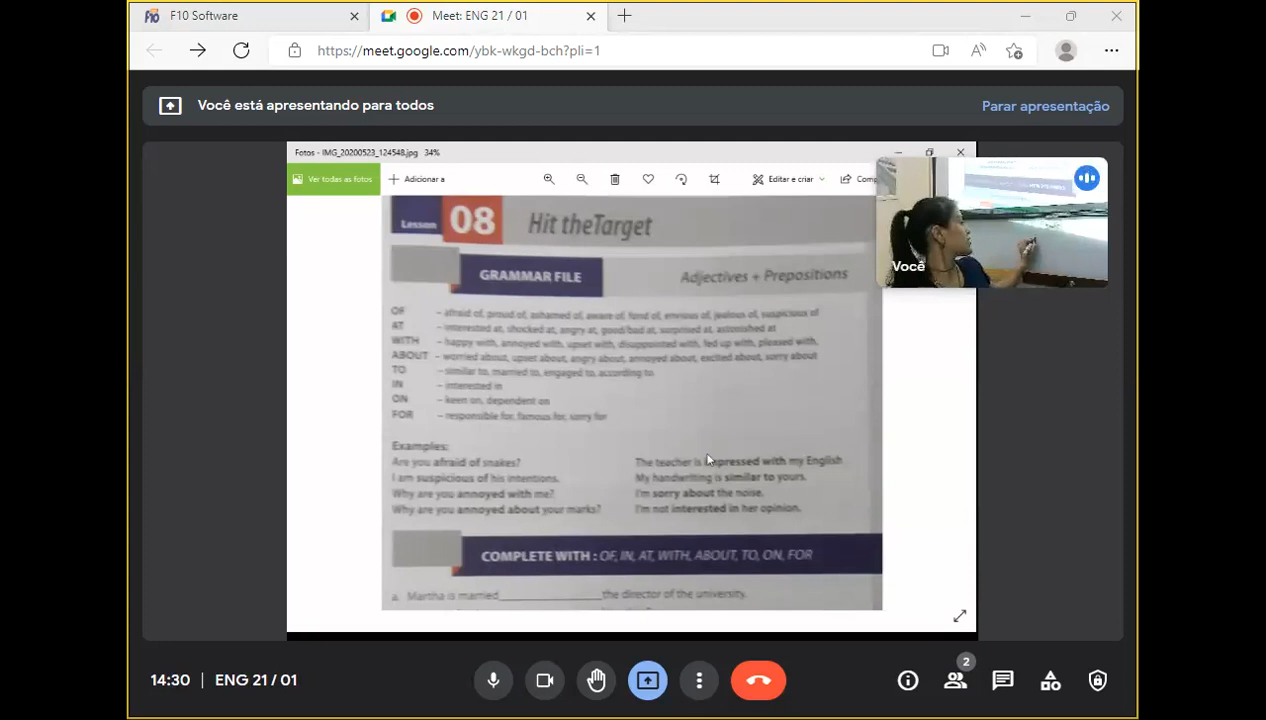 F10 Software
Meet: ENG 21 / 01
https://meet.google.com/ybk-wkgd-bch?pli=1
Você está apresentando para todos
Parar apresentação
Fotos - IMG_20200523_124548.jpg 34%
Ver todas as fotos
Adicionar a
Editar e criar
Comp
Você
Lesson 08 Hit theTarget
GRAMMAR FILE
Adjectives + Prepositions
OF – afraid of, proud of, ashamed of, aware of, fond of, envious of, jealous of, suspicious of
AT – interested at, shocked at, angry at, good/bad at, surprised at, astonished at
WITH – happy with, annoyed with, upset with, disappointed with, fed up with, pleased with,
ABOUT – worried about, upset about, angry about, annoyed about, excited about, sorry about
TO – similar to, married to, engaged to, according to
IN – interested in
ON – keen on, dependent on
FOR – responsible for, famous for, sorry for
Examples:
Are you afraid of snakes?
I am suspicious of his intentions.
Why are you annoyed with me?
Why are you annoyed about your marks?
The teacher is impressed with my English
My handwriting is similar to yours.
I'm sorry about the noise.
I'm not interested in her opinion.
COMPLETE WITH : OF, IN, AT, WITH, ABOUT, TO, ON, FOR
a. Martha is married____________the director of the university.
14:30 | ENG 21 / 01
2